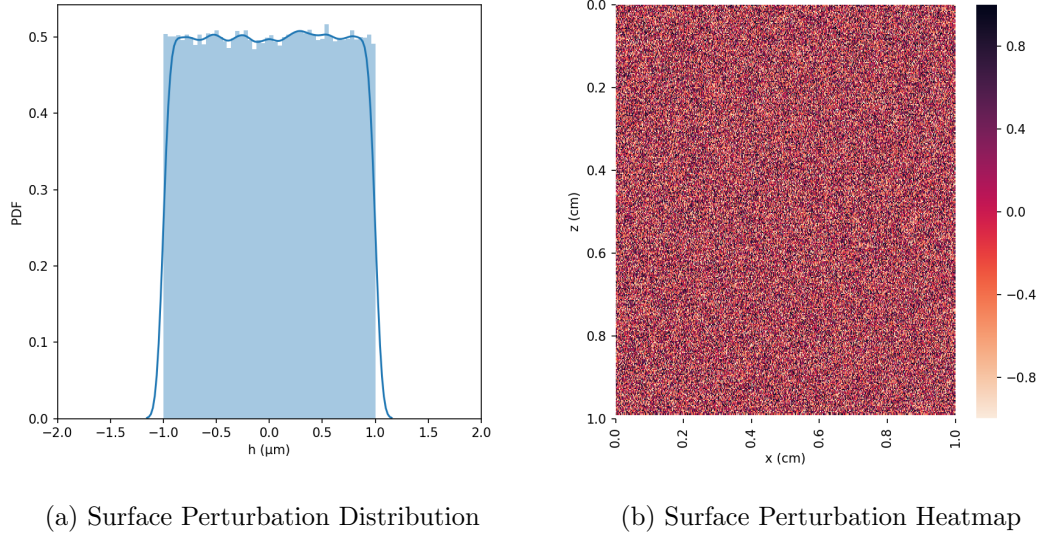 0.5
0.4
0.3
0.2
0.1
0.0
PDF
−2.0 −1.5 −1.0 −0.5 0.0 0.5 1.0 1.5 2.0
h (μm)
(a) Surface Perturbation Distribution
0.0
0.2
0.4
0.6
0.8
1.0
z (cm)
0.0 0.2 0.4 0.6 0.8 1.0
x (cm)
0.8
0.4
0.0
−0.4
−0.8
(b) Surface Perturbation Heatmap